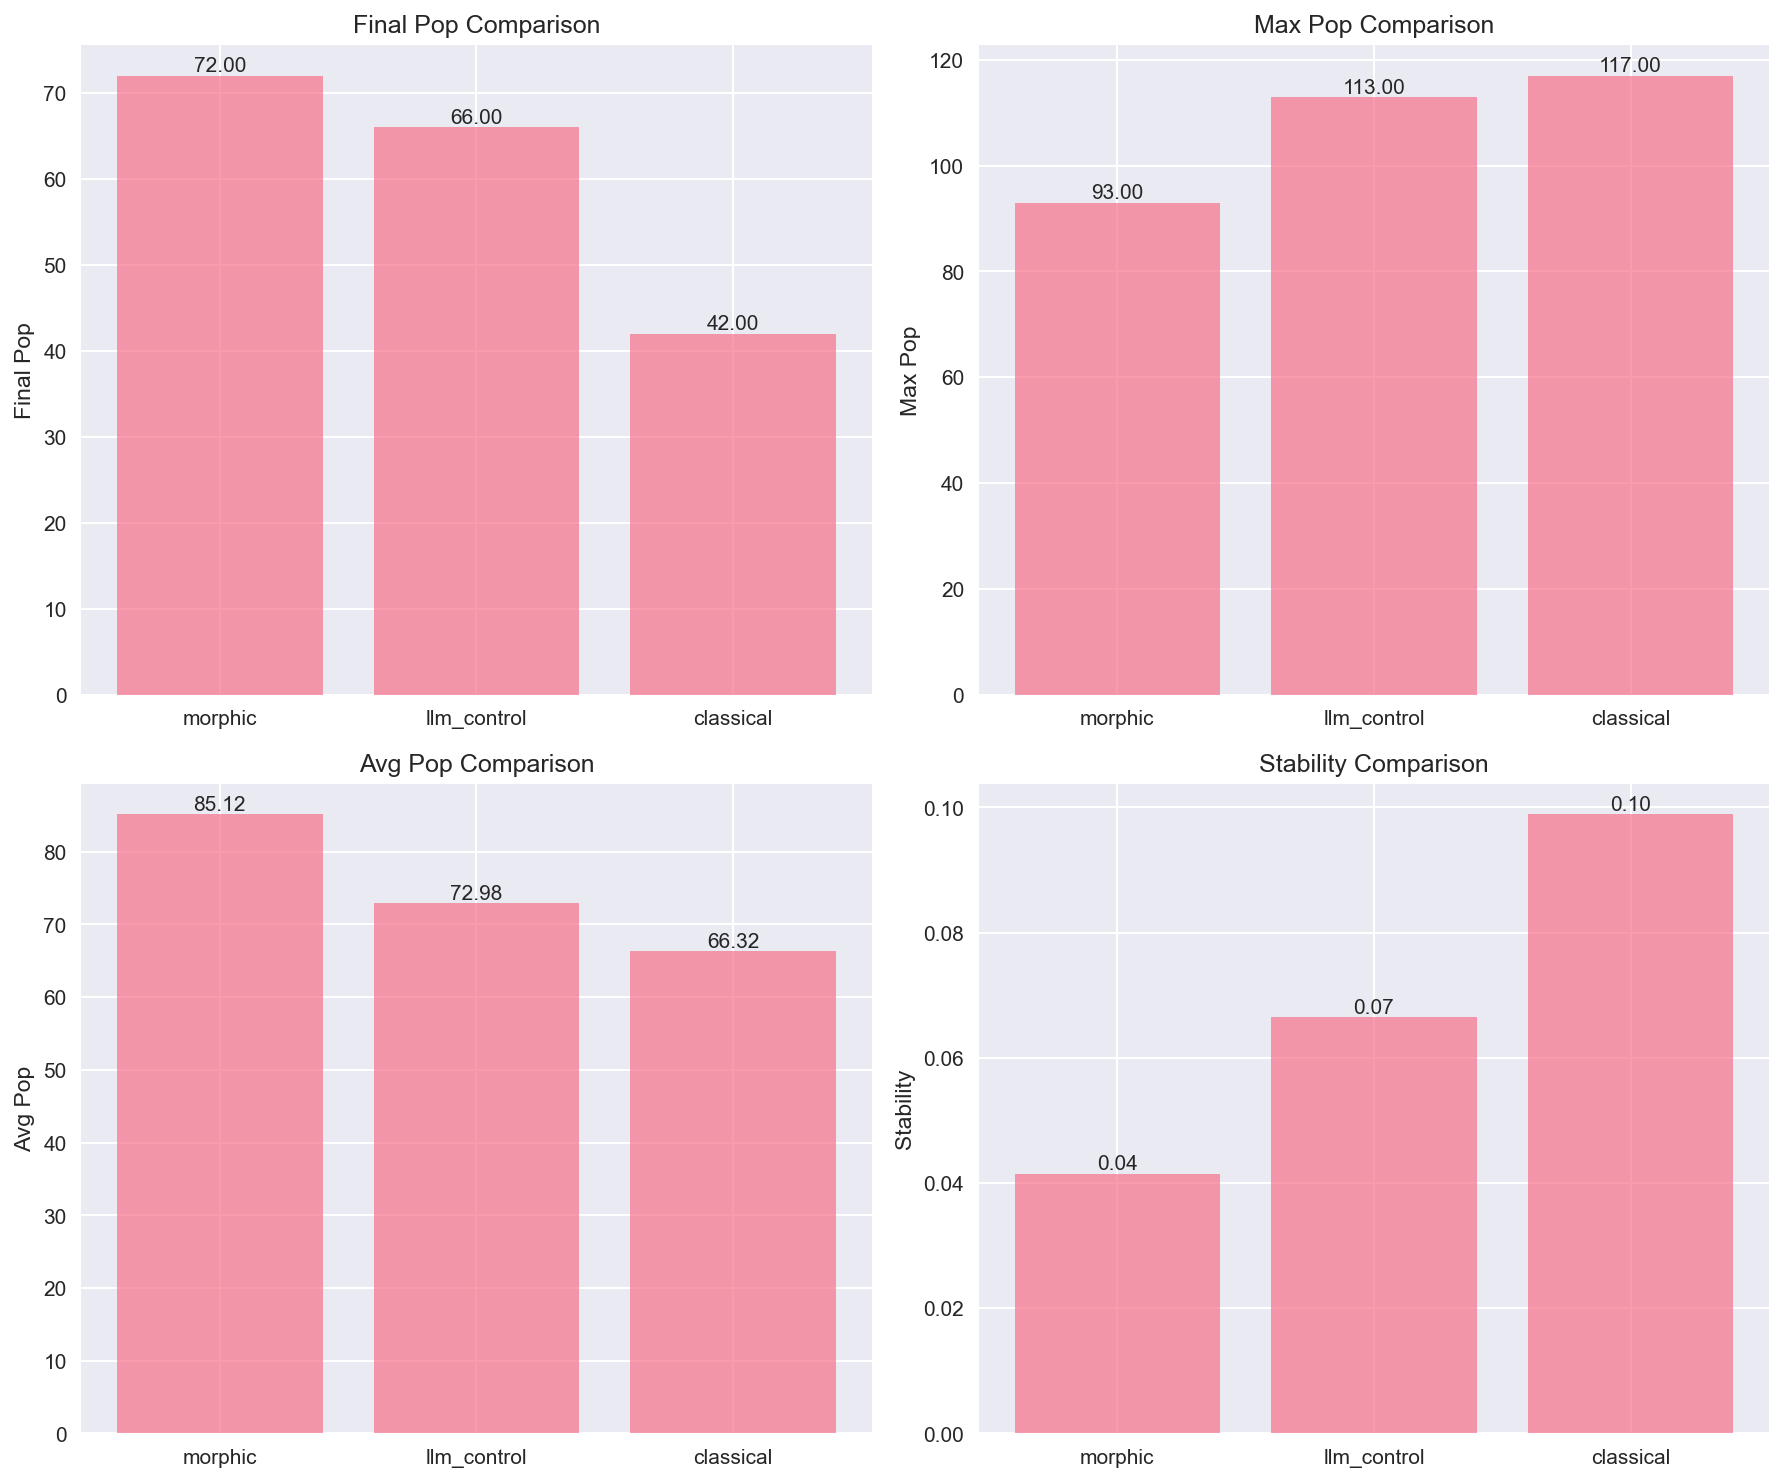 Final Pop Comparison
72.00
66.00
42.00
70
60
50
40
30
20
10
0
Final Pop
morphic
llm_control
classical
Max Pop Comparison
93.00
113.00
117.00
120
100
80
60
40
20
0
Max Pop
morphic
llm_control
classical
Avg Pop Comparison
85.12
72.98
66.32
80
70
60
50
40
30
20
10
0
Avg Pop
morphic
llm_control
classical
Stability Comparison
0.04
0.07
0.10
0.10
0.08
0.06
0.04
0.02
0.00
Stability
morphic
llm_control
classical